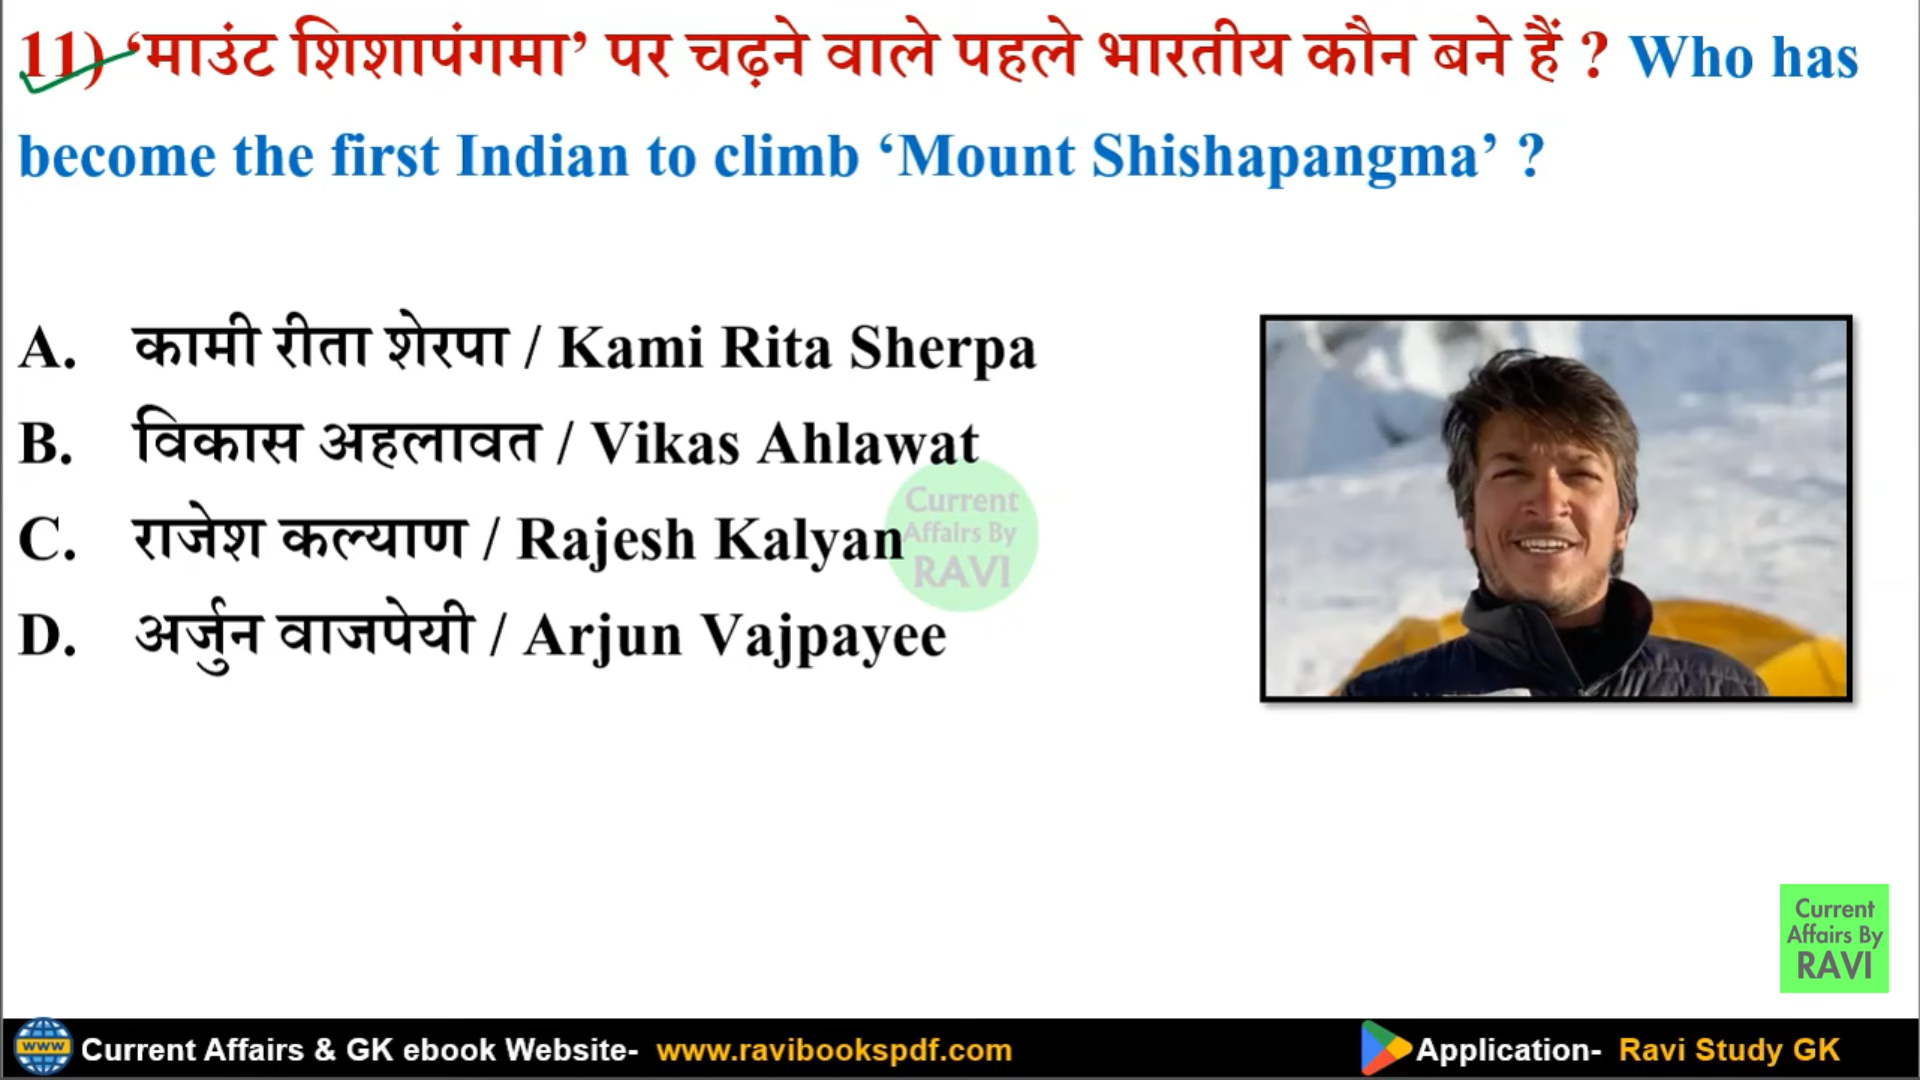 11) ‘माउंट शिशापंगमा’ पर चढ़ने वाले पहले भारतीय कौन बने हैं ? Who has
become the first Indian to climb ‘Mount Shishapangma’ ?
A. कामी रीता शेरपा / Kami Rita Sherpa
B. विकास अहलावत / Vikas Ahlawat
C. राजेश कल्याण / Rajesh Kalyan
D. अर्जुन वाजपेयी / Arjun Vajpayee
Current
Affairs By
RAVI
Current
Affairs By
RAVI
www Current Affairs & GK ebook Website- www.ravibookspdf.com Application- Ravi Study GK